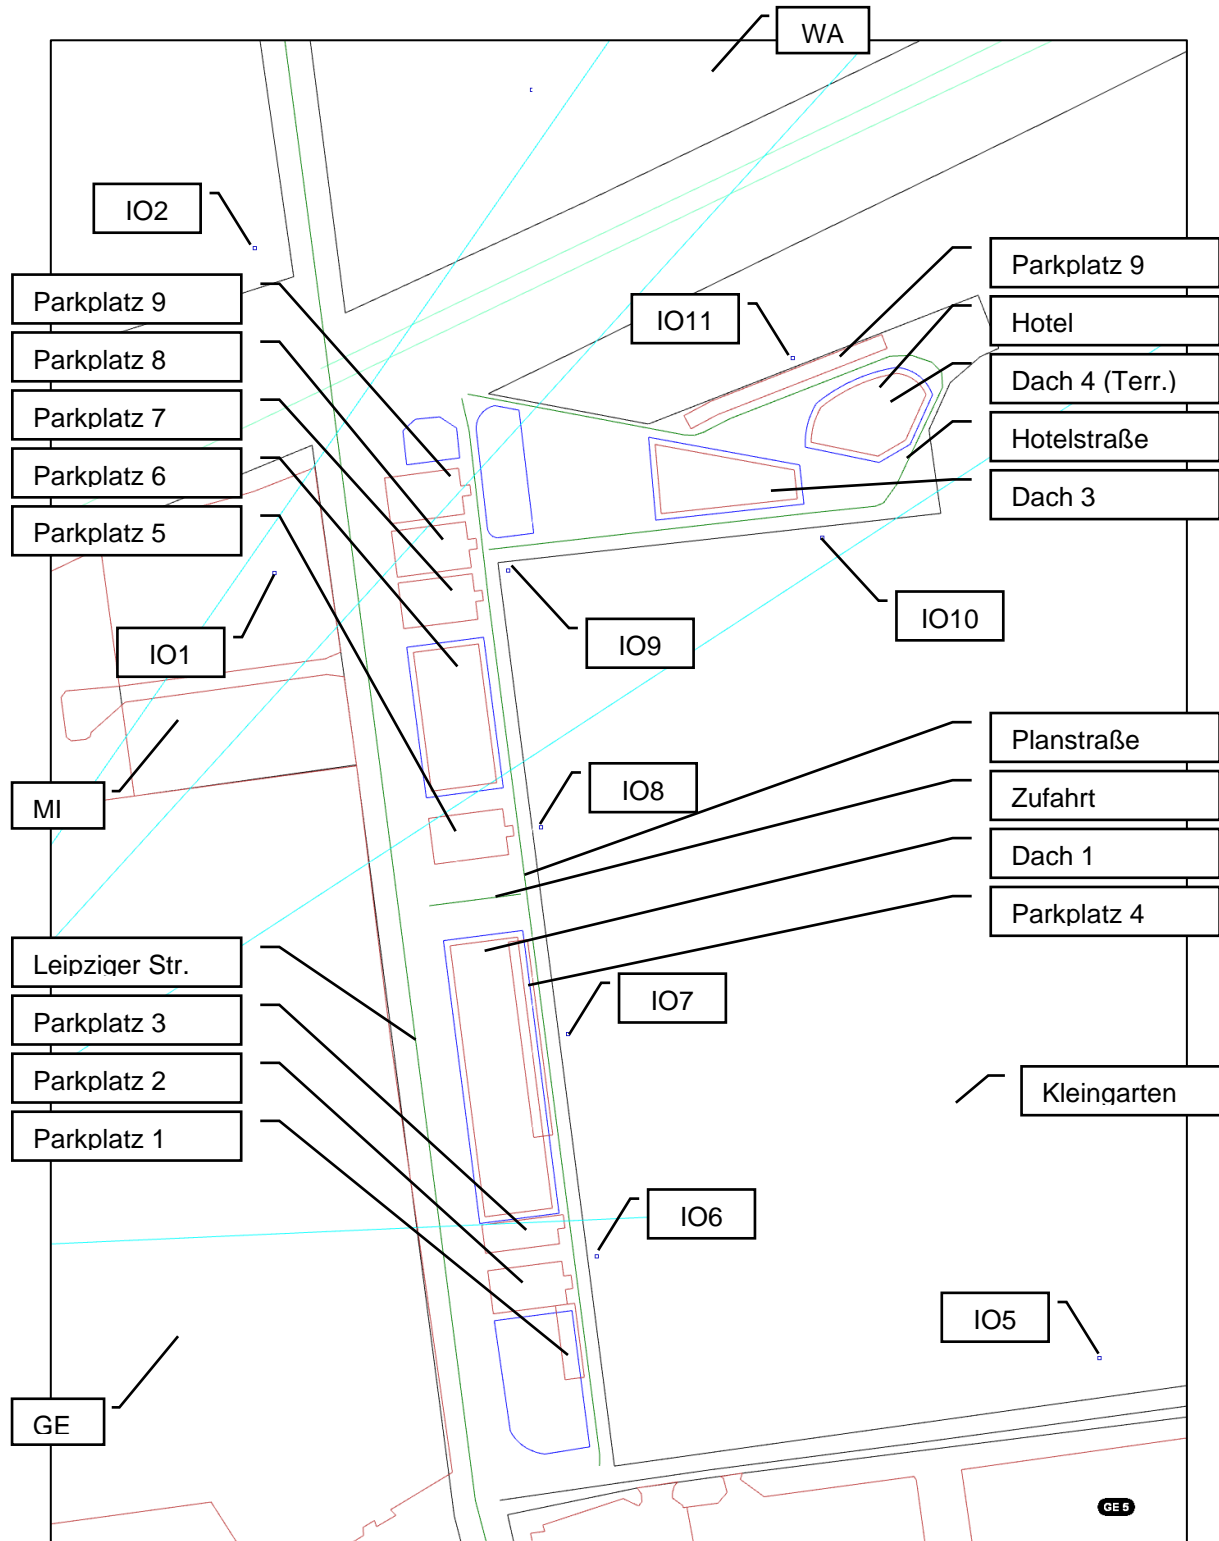 WA
IO2
Parkplatz 9
Parkplatz 8
Parkplatz 7
Parkplatz 6
Parkplatz 5
IO11
Parkplatz 9
Hotel
Dach 4 (Terr.)
Hotelstraße
Dach 3
IO1
IO9
IO10
MI
IO8
Planstraße
Zufahrt
Dach 1
Parkplatz 4
Leipziger Str.
Parkplatz 3
Parkplatz 2
Parkplatz 1
IO7
Kleingarten
IO6
IO5
GE
GE 5